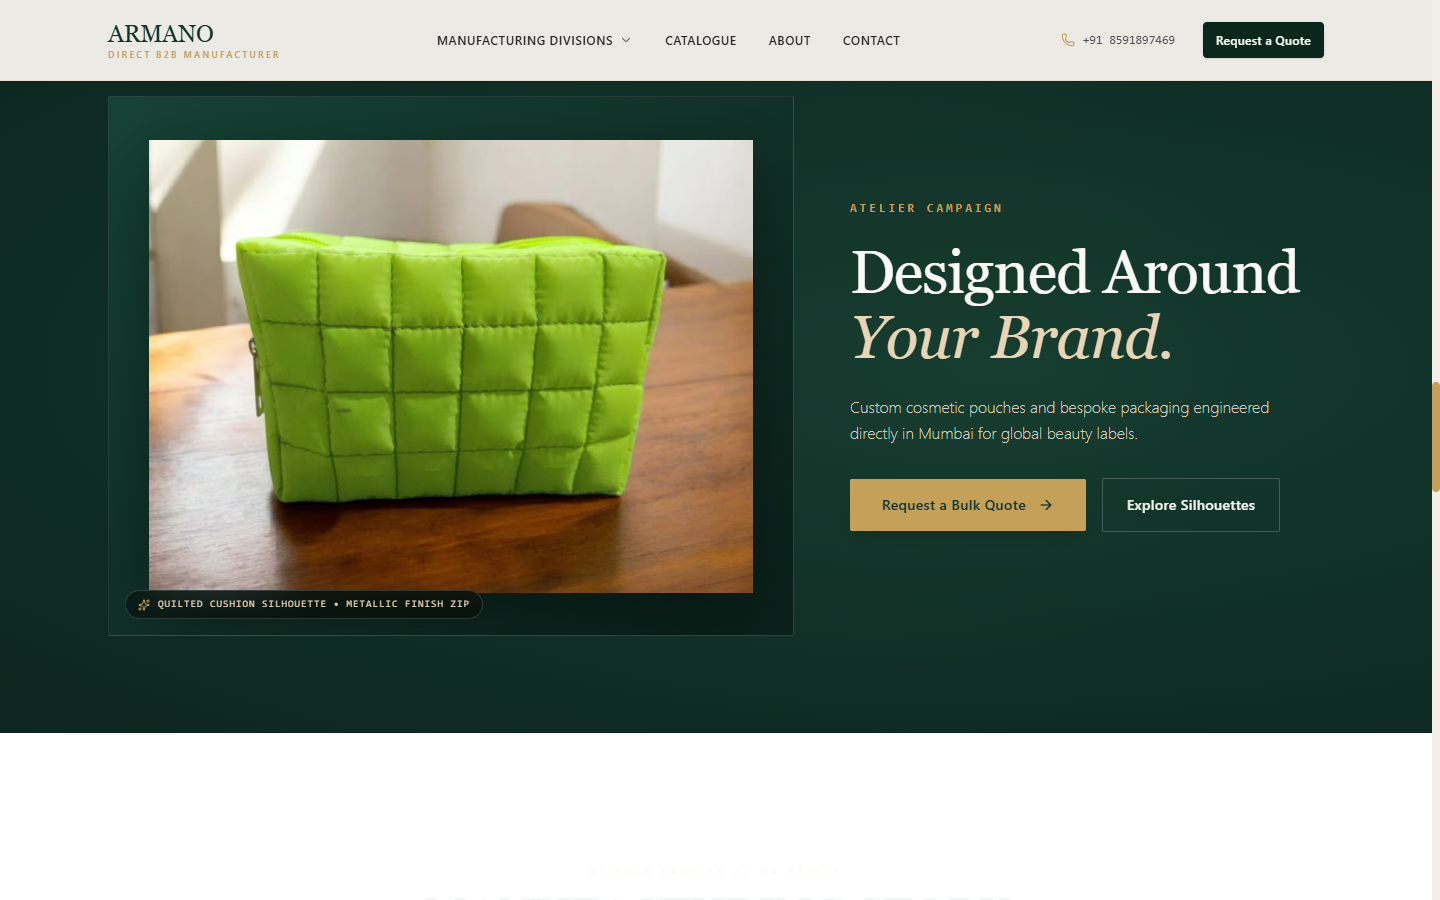 ARMANO
DIRECT B2B MANUFACTURER
MANUFACTURING DIVISIONS
CATALOGUE
ABOUT
CONTACT
+91 8591897469
Request a Quote
ATELIER CAMPAIGN
Designed Around
Your Brand.
Custom cosmetic pouches and bespoke packaging engineered
directly in Mumbai for global beauty labels.
Request a Bulk Quote
Explore Silhouettes
QUILTED CUSHION SILHOUETTE • METALLIC FINISH ZIP